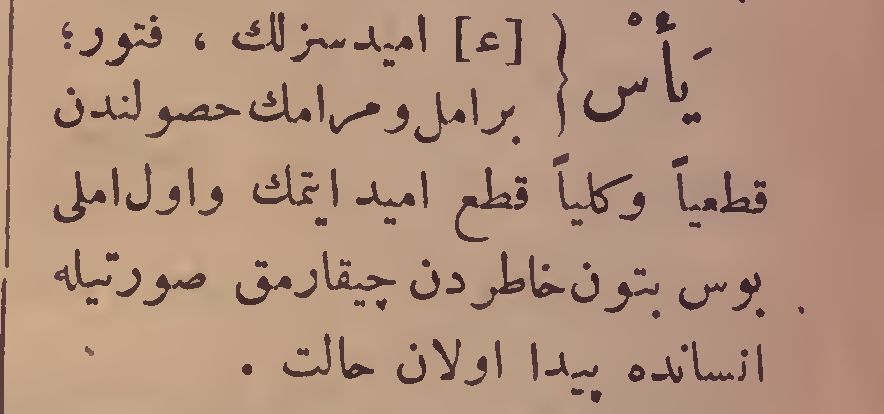 يَأْسْ { [ء] اميدسزلك ، فتور؛
برامل ومرامك حصولندن
قطعياً وكلياً قطع اميد ايتمك واول املى
بوس بتون خاطردن چيقارمق صورتيله
انسانده پيدا اولان حالت .